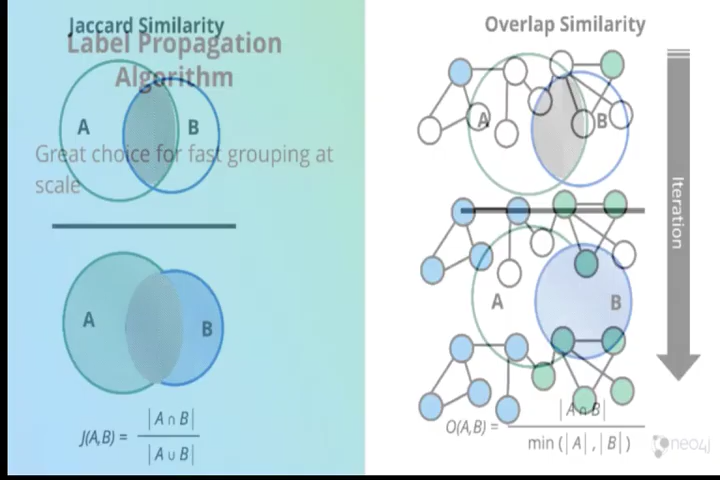 Jaccard Similarity
Label Propagation
Algorithm
A
B
Great choice for fast grouping at
scale
A
B
J(A,B) = |A ∩ B|
|A ∪ B|
Overlap Similarity
A
B
Iteration
A
B
O(A,B) = |A ∩ B|
min (|A| , |B|)
neo4j